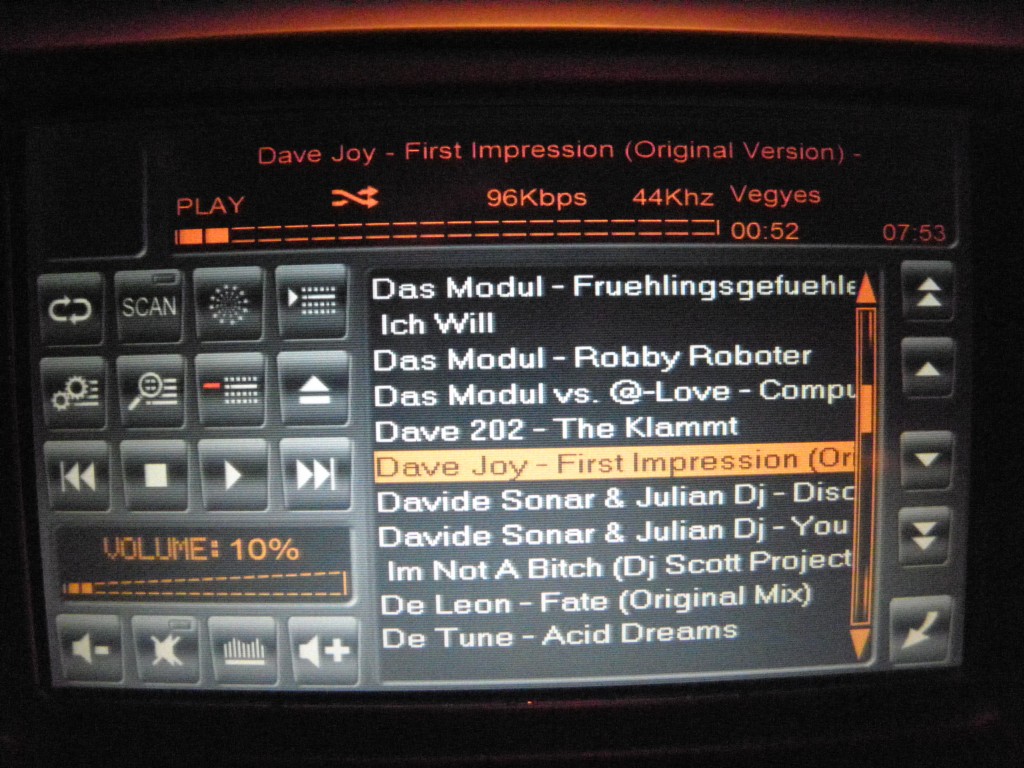 Dave Joy - First Impression (Original Version) -
PLAY 96Kbps 44Khz Vegyes
00:52 07:53
SCAN
Das Modul - Fruehlingsgefuehle
Ich Will
Das Modul - Robby Roboter
Das Modul vs. @-Love - Compu
Dave 202 - The Klammt
Dave Joy - First Impression (Ori
Davide Sonar & Julian Dj - Disc
Davide Sonar & Julian Dj - You
Im Not A Bitch (Dj Scott Project
De Leon - Fate (Original Mix)
De Tune - Acid Dreams
VOLUME: 10%